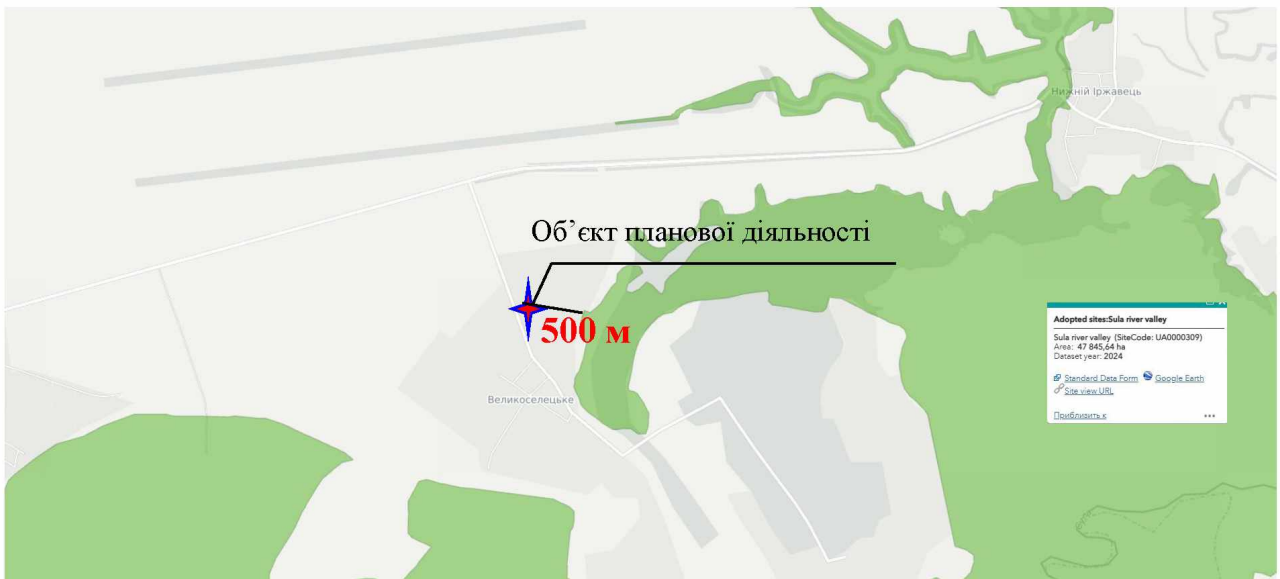 Нижній Іржавець
Об’єкт планової діяльності
500 м
Великоселецьке
Adopted sites:Sula river valley
Sula river valley (SiteCode: UA0000309)
Area: 47 845,64 ha
Dataset year: 2024
Standard Data Form Google Earth
Site view URL
Приблизить к